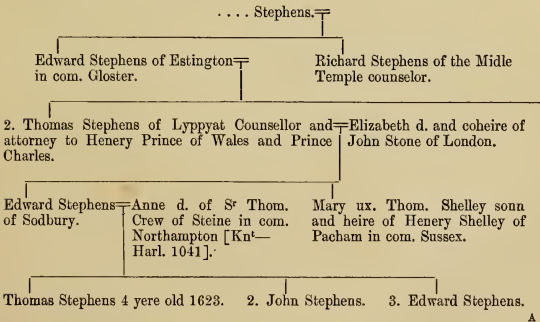 .... Stephens.
Edward Stephens of Estington
in com. Gloster.
Richard Stephens of the Midle
Temple counselor.
2. Thomas Stephens of Lyppyat Counsellor and
attorney to Henery Prince of Wales and Prince
Charles.
Elizabeth d. and coheire of
John Stone of London.
Edward Stephens
of Sodbury.
Anne d. of Sr Thom.
Crew of Steine in com.
Northampton [Knt—
Harl. 1041].
Mary ux. Thom. Shelley sonn
and heire of Henery Shelley of
Pacham in com. Sussex.
Thomas Stephens 4 yere old 1623. 2. John Stephens. 3. Edward Stephens.
A